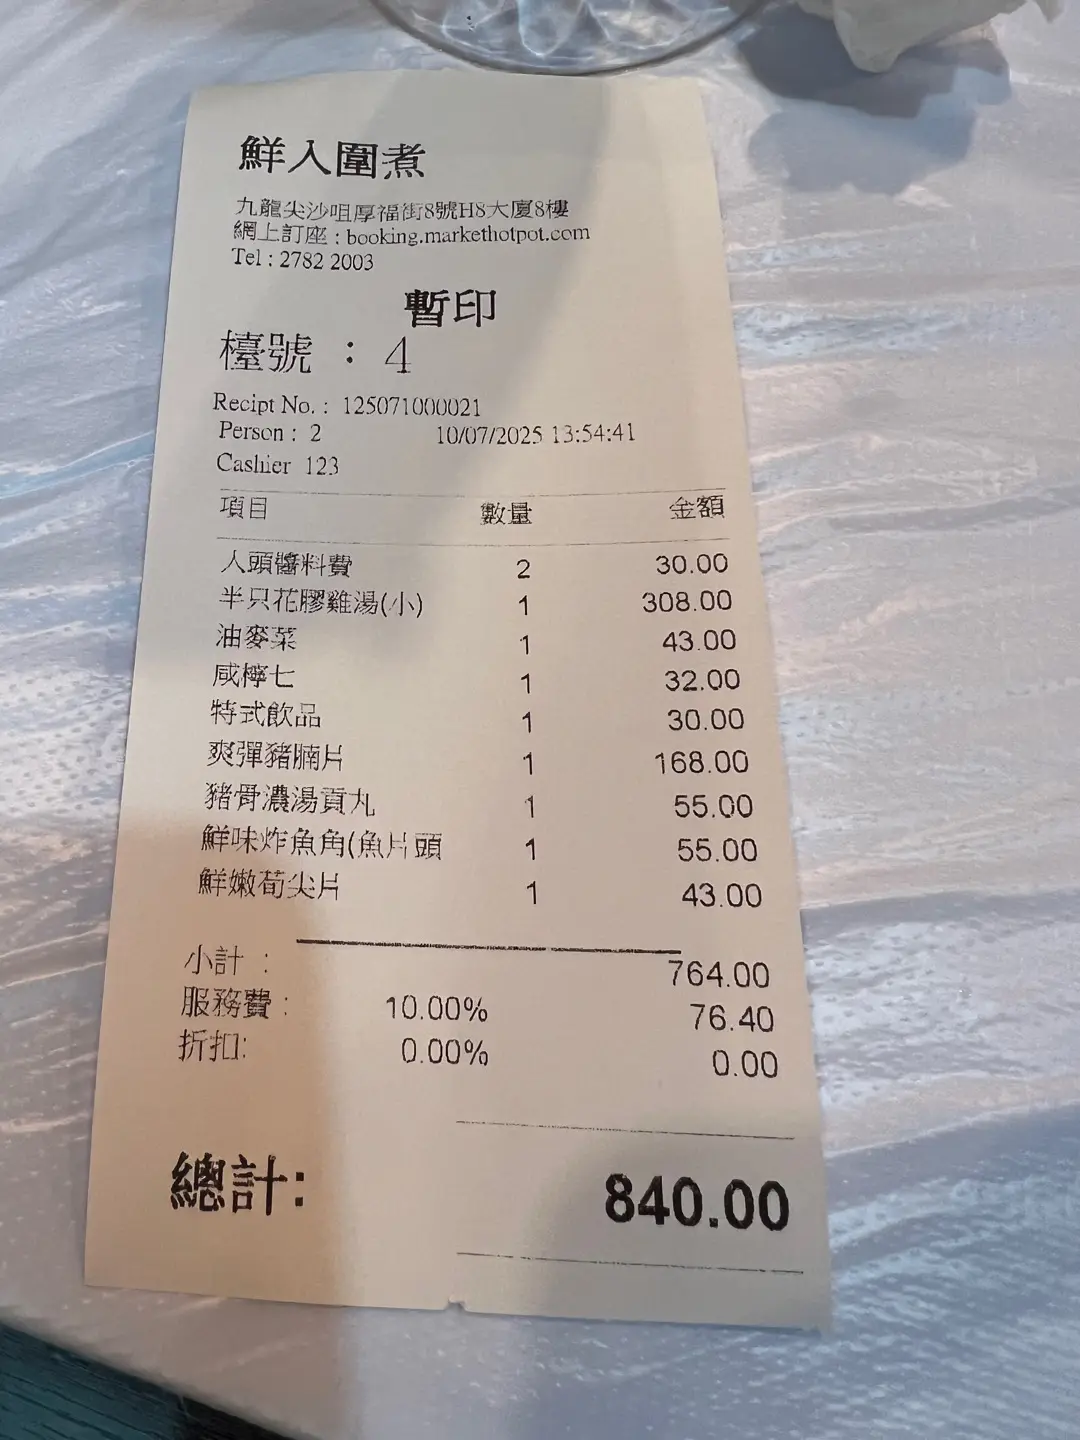 鮮入圍煮
九龍尖沙咀厚福街8號H8大廈8樓
網上訂座 : booking.markethotpot.com
Tel : 2782 2003
暫印
檯號 : 4
Recipt No. : 125071000021
Person : 2 10/07/2025 13:54:41
Cashier 123
項目 數量 金額
人頭醬料費 2 30.00
半只花膠雞湯(小) 1 308.00
油麥菜 1 43.00
咸檸七 1 32.00
特式飲品 1 30.00
爽彈豬腩片 1 168.00
豬骨濃湯貢丸 1 55.00
鮮味炸魚角(魚片頭 1 55.00
鮮嫩荀尖片 1 43.00
小計 : 764.00
服務費 : 10.00% 76.40
折扣: 0.00% 0.00
總計: 840.00